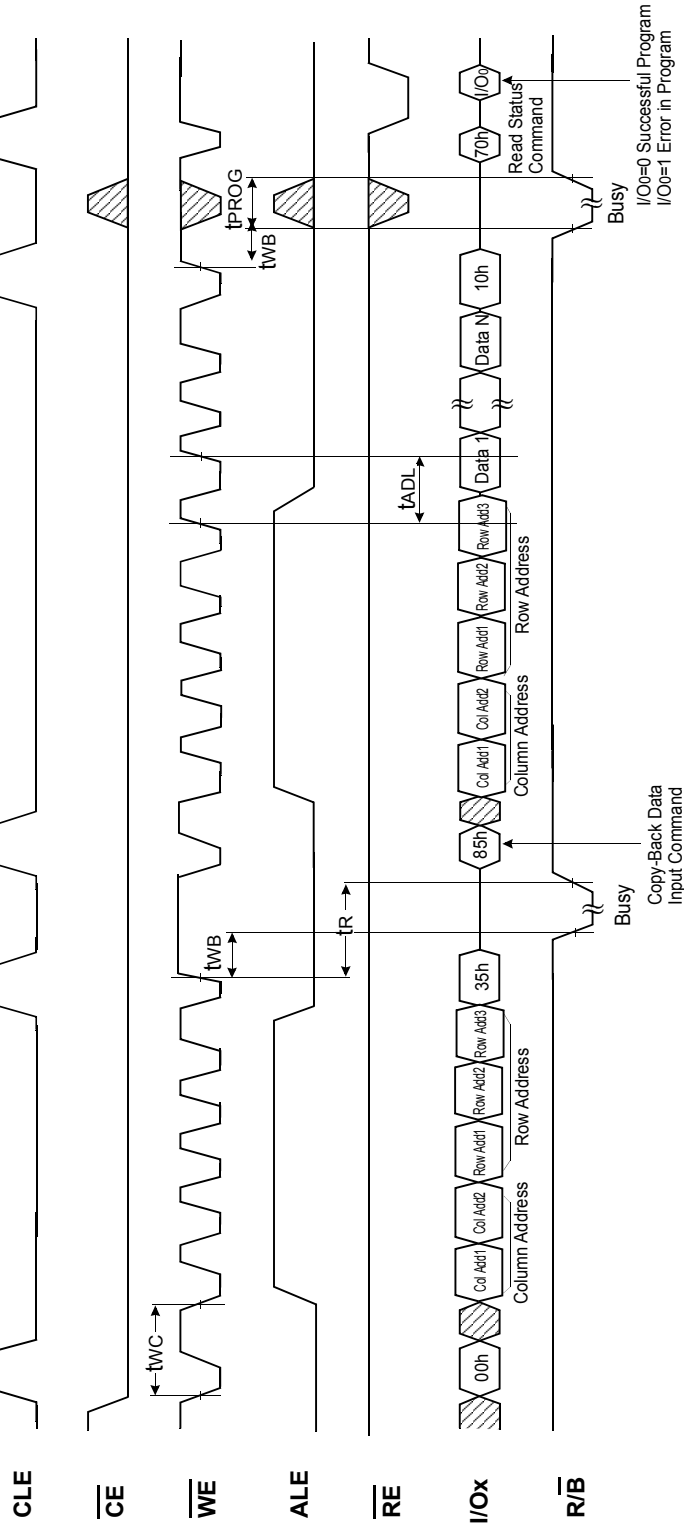 CLE
CE
tWC
WE
tWB
tR
tWB
tPROG
ALE
tADL
RE
I/Ox
00h
Col Add1
Col Add2
Row Add1
Row Add2
Row Add3
35h
85h
Col Add1
Col Add2
Row Add1
Row Add2
Row Add3
Data 1
Data N
10h
70h
I/O0
Column Address
Row Address
Column Address
Row Address
Read Status
Command
R/B
Busy
Busy
Copy-Back Data
Input Command
I/O0=0 Successful Program
I/O0=1 Error in Program